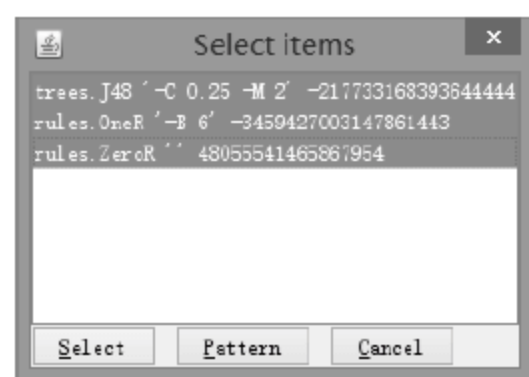 Select items
×
trees.J48 '-C 0.25 -M 2' -217733168393644444
rules.OneR '-B 6' -3459427003147861443
rules.ZeroR '' 48055541465867954
Select
Pattern
Cancel